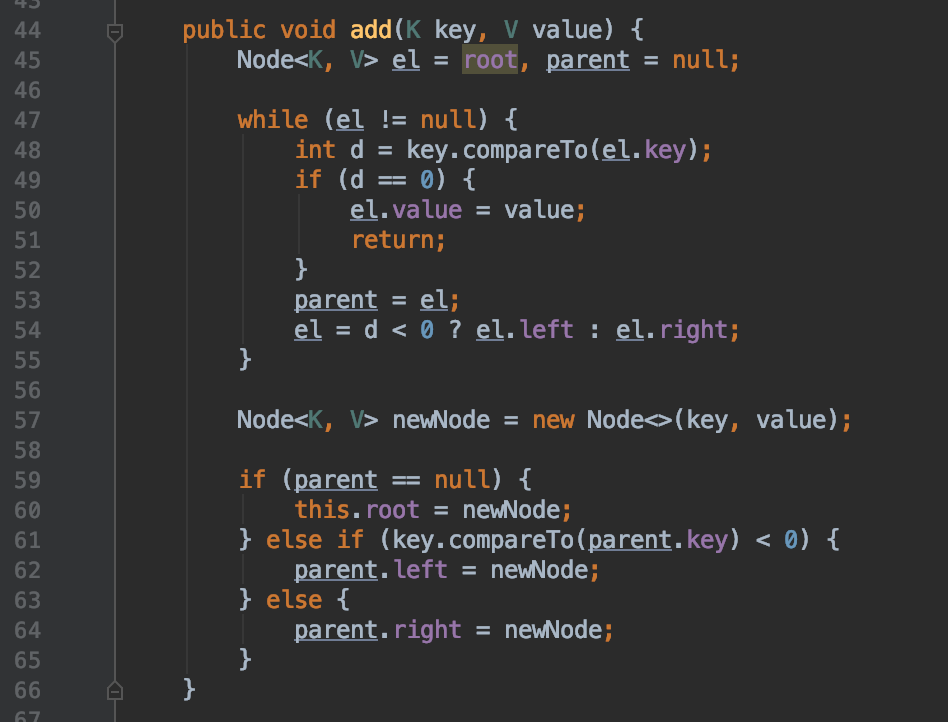 43
44 public void add(K key, V value) {
45 Node<K, V> el = root, parent = null;
46
47 while (el != null) {
48 int d = key.compareTo(el.key);
49 if (d == 0) {
50 el.value = value;
51 return;
52 }
53 parent = el;
54 el = d < 0 ? el.left : el.right;
55 }
56
57 Node<K, V> newNode = new Node<>(key, value);
58
59 if (parent == null) {
60 this.root = newNode;
61 } else if (key.compareTo(parent.key) < 0) {
62 parent.left = newNode;
63 } else {
64 parent.right = newNode;
65 }
66 }
67